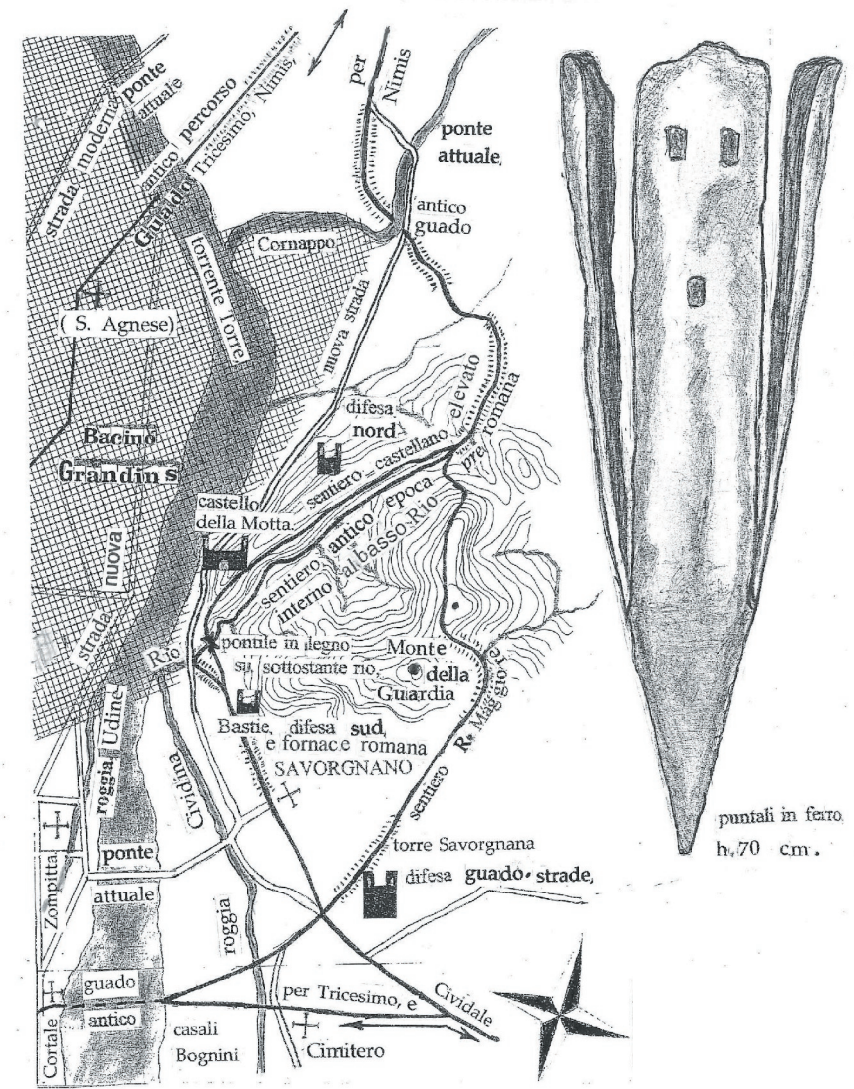 strada moderna
ponte
attuale
antico percorso
Guado Tricesimo, Nimis,
per
Nimis
ponte
attuale,
antico
guado
Cornappo
torrente Torre
( S. Agnese)
nuova strada
Bacino
Grandins
difesa
nord
elevato
pre romana
sentiero castellano
castello
della Motta.
sentiero antico epoca
interno al basso-Rio
nuova
strada
Rio
pontile in legno
su sottostante rio,
Monte
della
Guardia
Bastie, difesa sud,
e fornace romana
SAVORGNANO
R. Maggiore
sentiero
roggia Udine
Cividina
roggia
torre Savorgnana
difesa guado-strade,
Zompitta
ponte
attuale
guado
antico
Cortale
per Tricesimo, e
Cividale
casali
Bognini
Cimitero
puntali in ferro
h. 70 cm.